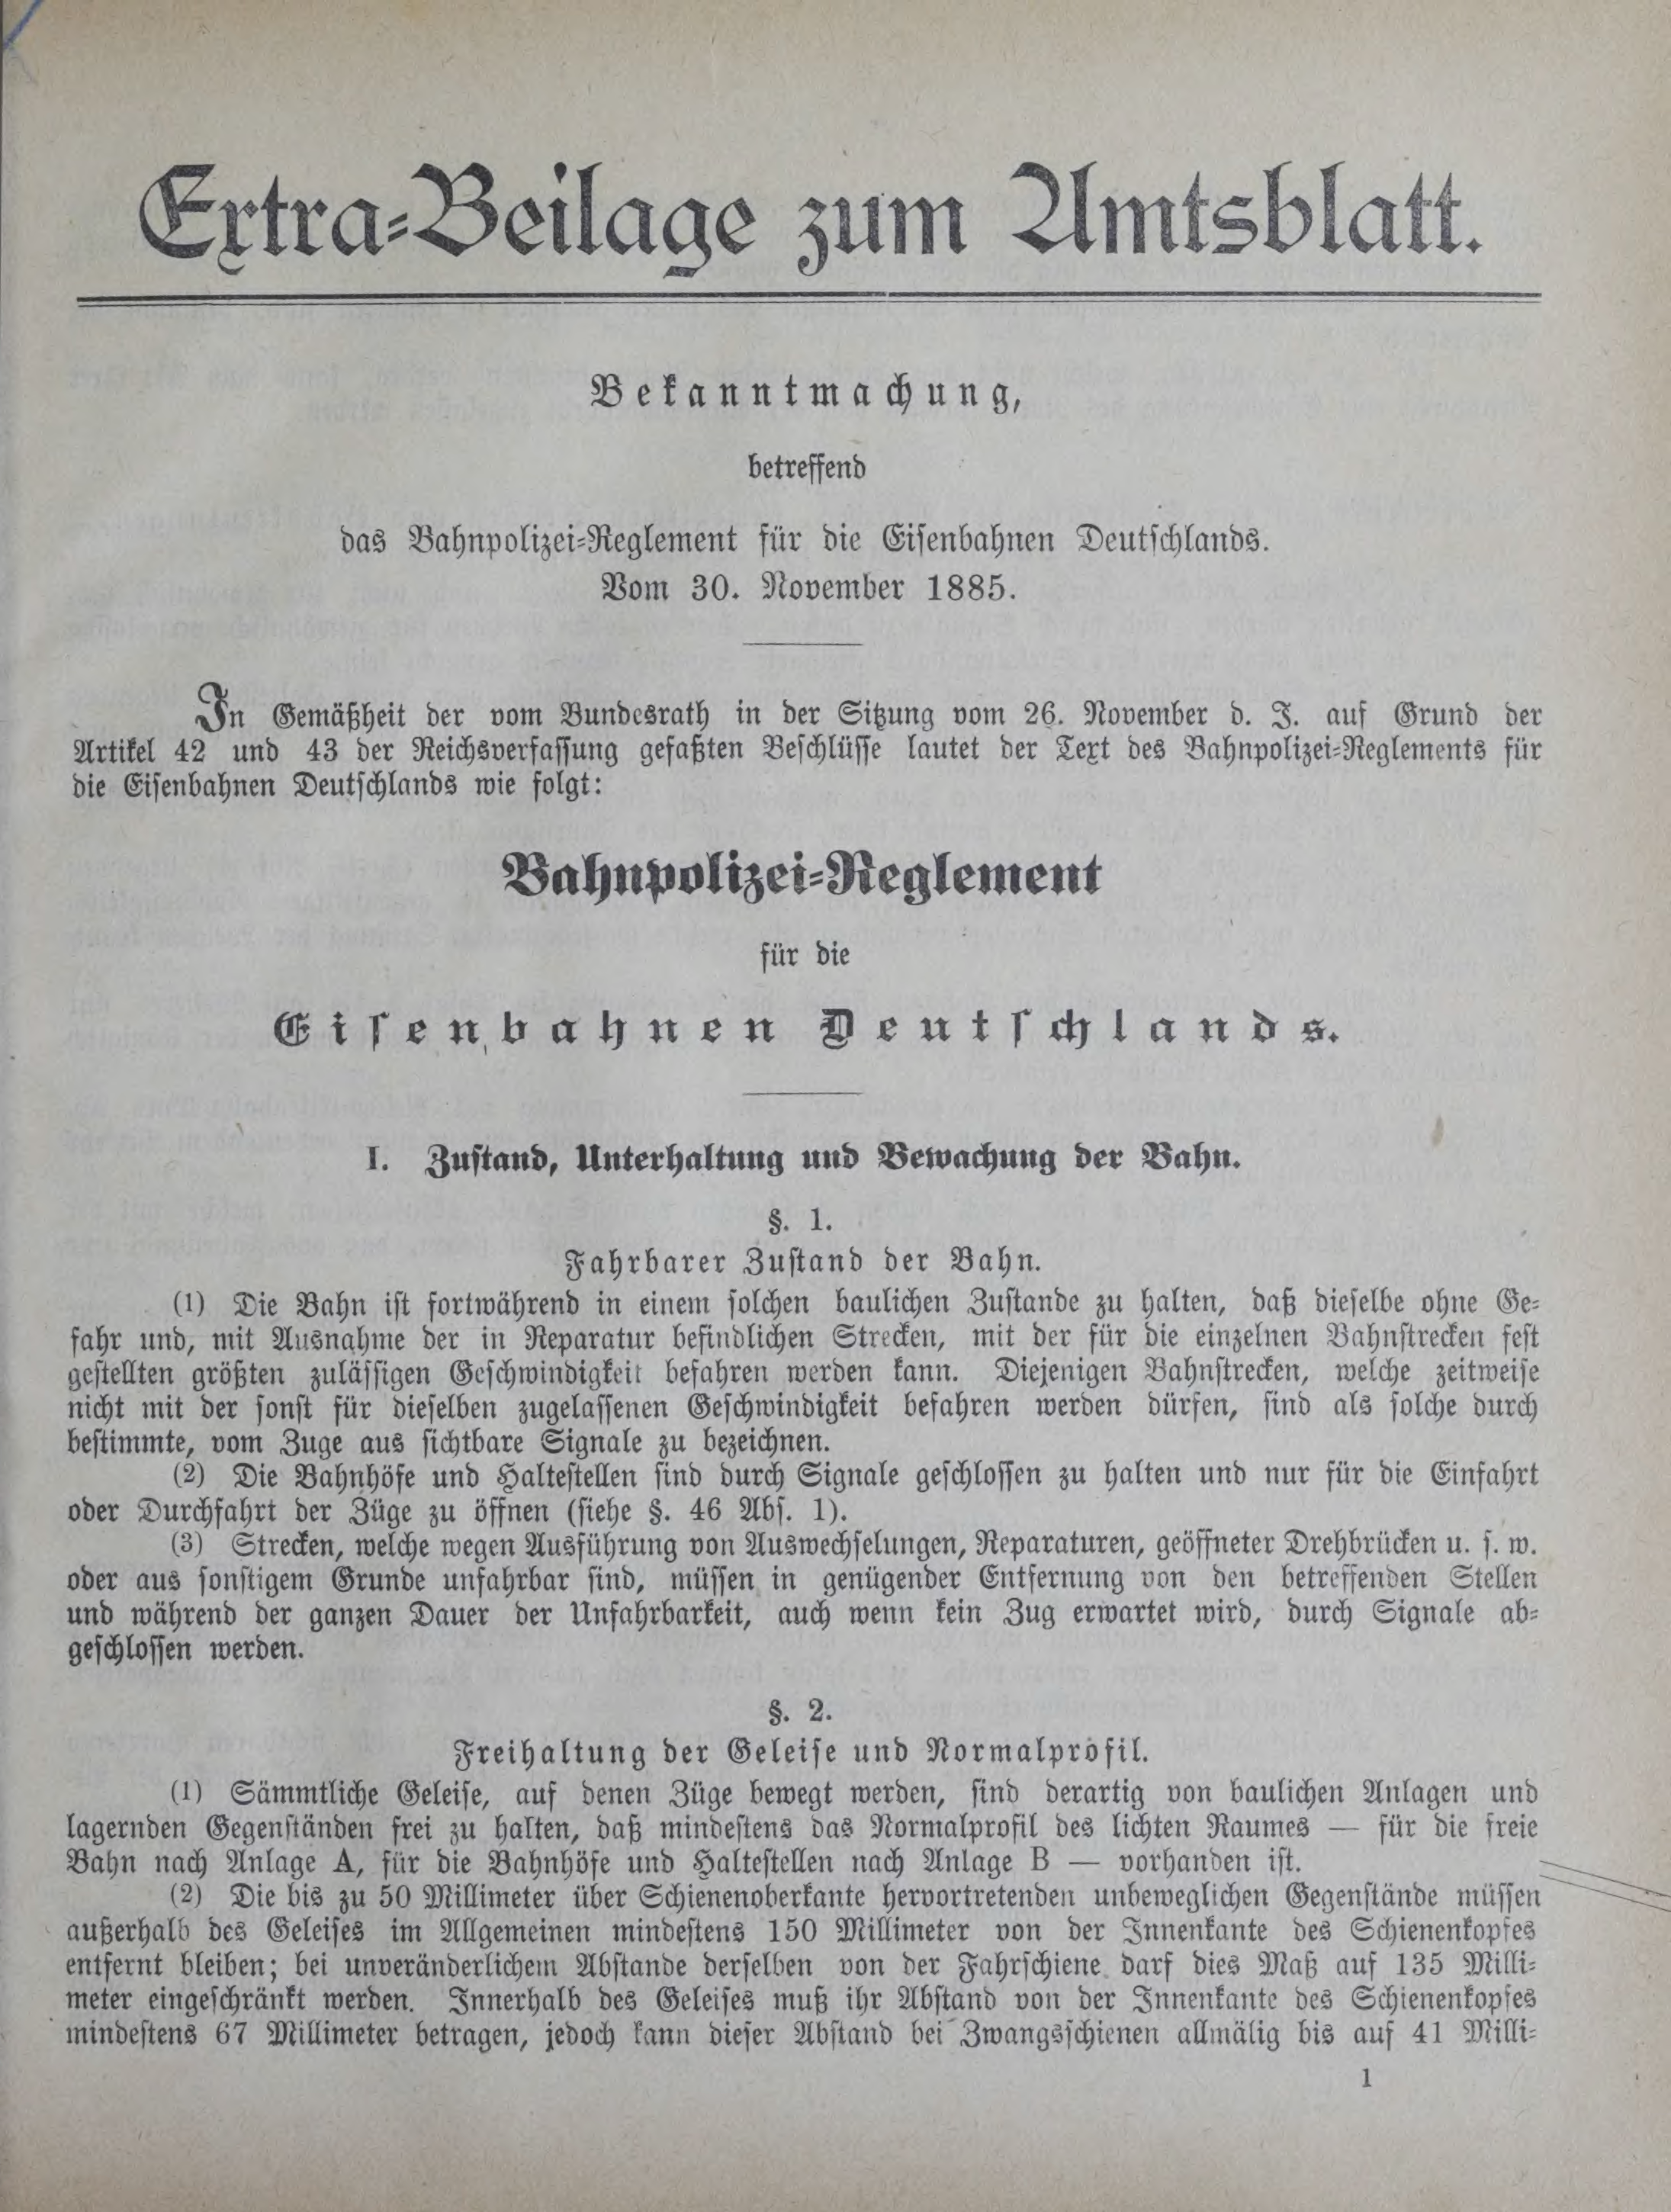 Extra-Beilage zum Amtsblatt.
Bekanntmachung,
betreffend
das Bahnpolizei-Reglement für die Eisenbahnen Deutschlands.
Vom 30. November 1885.
In Gemäßheit der vom Bundesrath in der Sitzung vom 26. November d. J. auf Grund der
Artikel 42 und 43 der Reichsverfassung gefaßten Beschlüsse lautet der Text des Bahnpolizei-Reglements für
die Eisenbahnen Deutschlands wie folgt:
Bahnpolizei-Reglement
für die
Eisenbahnen Deutschlands.
I. Zustand, Unterhaltung und Bewachung der Bahn.
§. 1.
Fahrbarer Zustand der Bahn.
(1) Die Bahn ist fortwährend in einem solchen baulichen Zustande zu halten, daß dieselbe ohne Ge-
fahr und, mit Ausnahme der in Reparatur befindlichen Strecken, mit der für die einzelnen Bahnstrecken fest
gestellten größten zulässigen Geschwindigkeit befahren werden kann. Diejenigen Bahnstrecken, welche zeitweise
nicht mit der sonst für dieselben zugelassenen Geschwindigkeit befahren werden dürfen, sind als solche durch
bestimmte, vom Zuge aus sichtbare Signale zu bezeichnen.
(2) Die Bahnhöfe und Haltestellen sind durch Signale geschlossen zu halten und nur für die Einfahrt
oder Durchfahrt der Züge zu öffnen (siehe §. 46 Abs. 1).
(3) Strecken, welche wegen Ausführung von Auswechselungen, Reparaturen, geöffneter Drehbrücken u. s. w.
oder aus sonstigem Grunde unfahrbar sind, müssen in genügender Entfernung von den betreffenden Stellen
und während der ganzen Dauer der Unfahrbarkeit, auch wenn kein Zug erwartet wird, durch Signale ab-
geschlossen werden.
§. 2.
Freihaltung der Geleise und Normalprofil.
(1) Sämmtliche Geleise, auf denen Züge bewegt werden, sind derartig von baulichen Anlagen und
lagernden Gegenständen frei zu halten, daß mindestens das Normalprofil des lichten Raumes — für die freie
Bahn nach Anlage A, für die Bahnhöfe und Haltestellen nach Anlage B — vorhanden ist.
(2) Die bis zu 50 Millimeter über Schienenoberkante hervortretenden unbeweglichen Gegenstände müssen
außerhalb des Geleises im Allgemeinen mindestens 150 Millimeter von der Innenkante des Schienenkopfes
entfernt bleiben; bei unveränderlichem Abstande derselben von der Fahrschiene darf dies Maß auf 135 Milli-
meter eingeschränkt werden. Innerhalb des Geleises muß ihr Abstand von der Innenkante des Schienenkopfes
mindestens 67 Millimeter betragen, jedoch kann dieser Abstand bei Zwangsschienen allmälig bis auf 41 Milli-
1